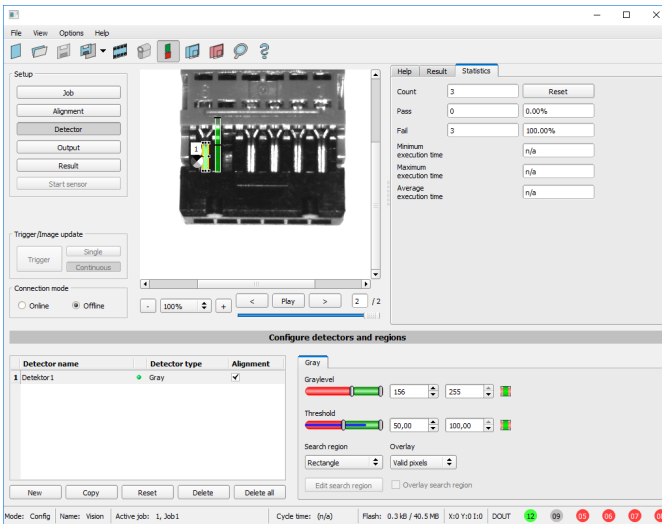 File View Options Help
Setup
Job
Alignment
Detector
Output
Result
Start sensor
Trigger/Image update
Trigger
Single
Continuous
Connection mode
Online Offline
1
- 100% + < Play > 2 / 2
Help Result Statistics
Count 3 Reset
Pass 0 0.00%
Fail 3 100.00%
Minimum
execution time n/a
Maximum
execution time n/a
Average
execution time n/a
Configure detectors and regions
Detector name Detector type Alignment
1 Detektor1 Gray
New Copy Reset Delete Delete all
Gray
Graylevel
156 255
Threshold
50,00 100,00
Search region Overlay
Rectangle Valid pixels
Edit search region Overlay search region
Mode: Config Name: Vision Active job: 1, Job1 Cycle time: (n/a) Flash: 0.3 kB / 40.5 MB X:0 Y:0 I:0 DOUT 12 09 05 06 07